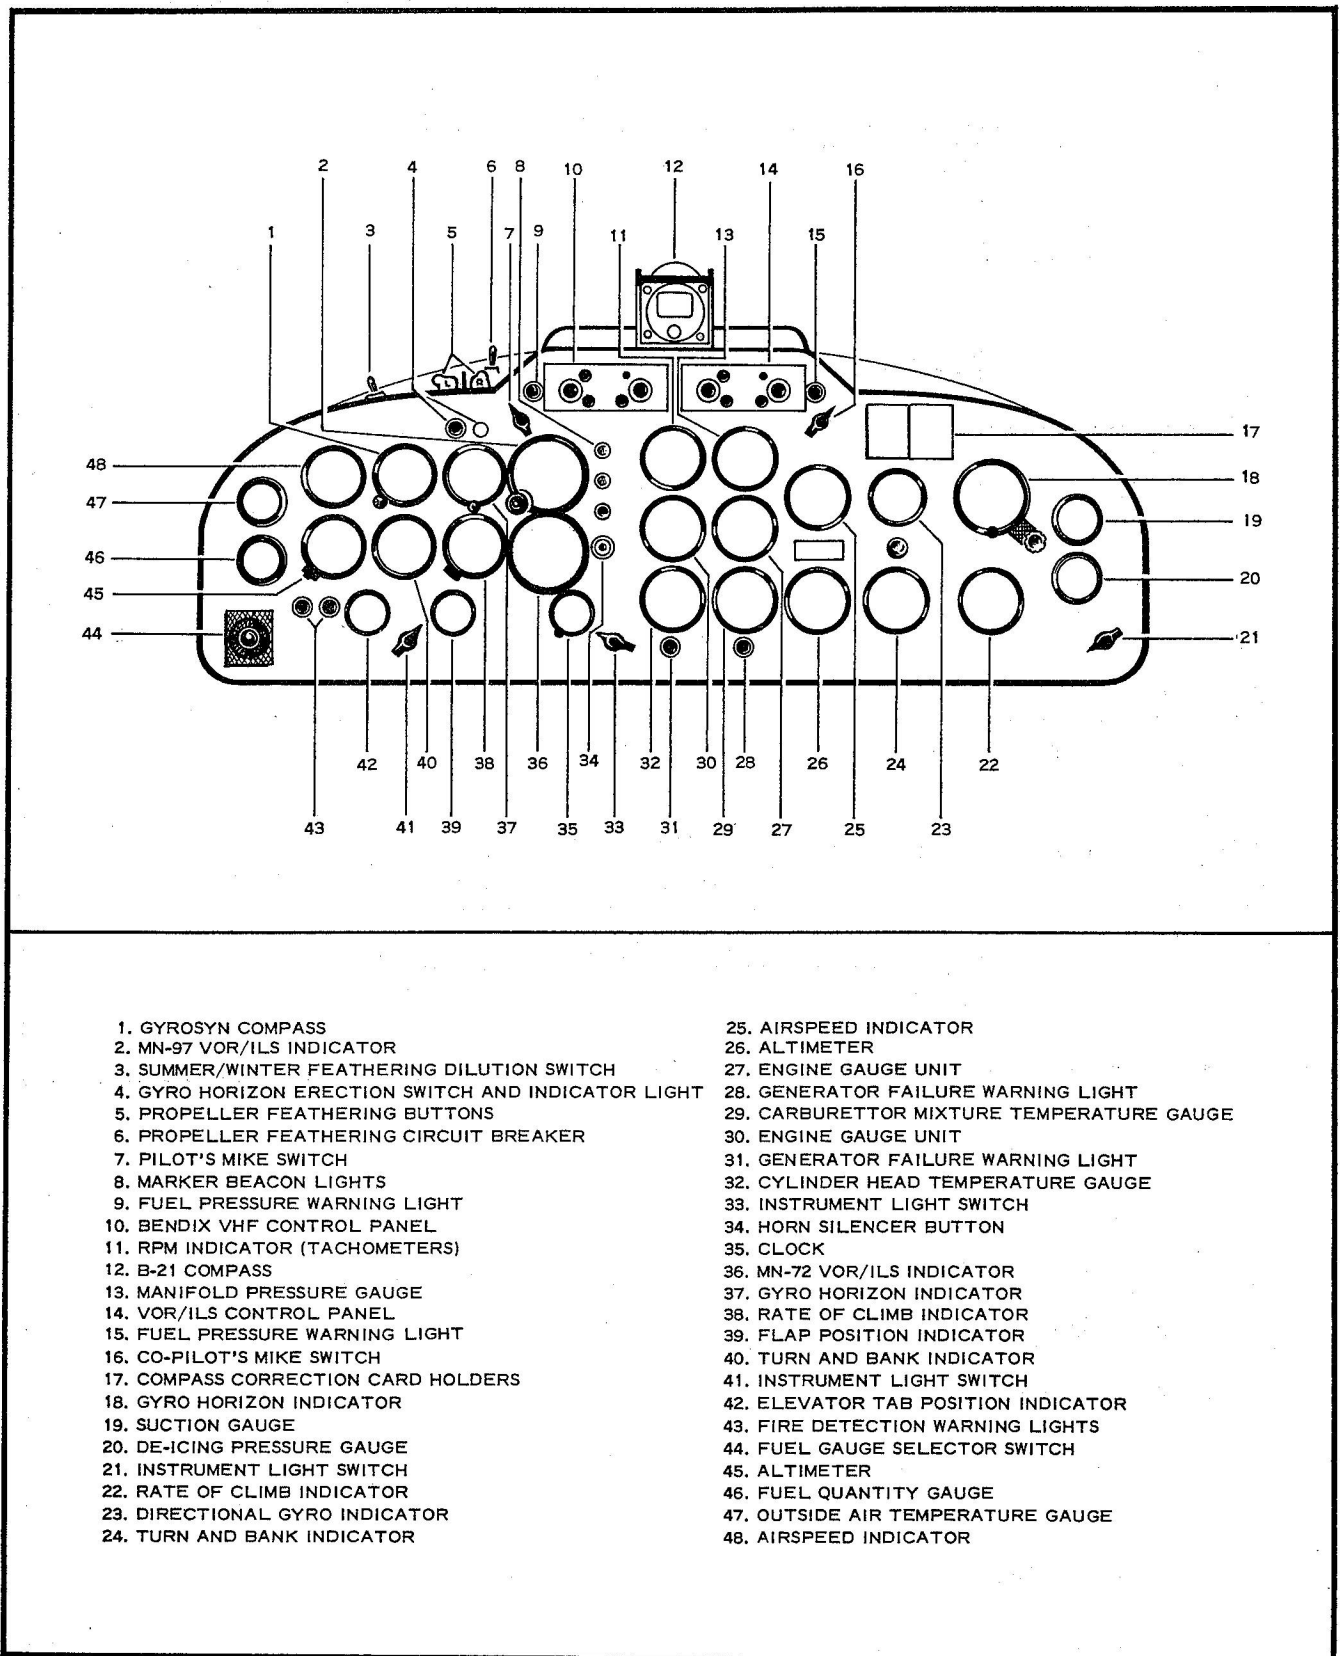 2 4 6 8 10 12 14 16
1 3 5 7 9 11 13 15
L R
48 17
47 18
46 19
45 20
44 21
42 40 38 36 34 32 30 28 26 24 22
43 41 39 37 35 33 31 29 27 25 23
1. GYROSYN COMPASS
2. MN-97 VOR/ILS INDICATOR
3. SUMMER/WINTER FEATHERING DILUTION SWITCH
4. GYRO HORIZON ERECTION SWITCH AND INDICATOR LIGHT
5. PROPELLER FEATHERING BUTTONS
6. PROPELLER FEATHERING CIRCUIT BREAKER
7. PILOT'S MIKE SWITCH
8. MARKER BEACON LIGHTS
9. FUEL PRESSURE WARNING LIGHT
10. BENDIX VHF CONTROL PANEL
11. RPM INDICATOR (TACHOMETERS)
12. B-21 COMPASS
13. MANIFOLD PRESSURE GAUGE
14. VOR/ILS CONTROL PANEL
15. FUEL PRESSURE WARNING LIGHT
16. CO-PILOT'S MIKE SWITCH
17. COMPASS CORRECTION CARD HOLDERS
18. GYRO HORIZON INDICATOR
19. SUCTION GAUGE
20. DE-ICING PRESSURE GAUGE
21. INSTRUMENT LIGHT SWITCH
22. RATE OF CLIMB INDICATOR
23. DIRECTIONAL GYRO INDICATOR
24. TURN AND BANK INDICATOR
25. AIRSPEED INDICATOR
26. ALTIMETER
27. ENGINE GAUGE UNIT
28. GENERATOR FAILURE WARNING LIGHT
29. CARBURETTOR MIXTURE TEMPERATURE GAUGE
30. ENGINE GAUGE UNIT
31. GENERATOR FAILURE WARNING LIGHT
32. CYLINDER HEAD TEMPERATURE GAUGE
33. INSTRUMENT LIGHT SWITCH
34. HORN SILENCER BUTTON
35. CLOCK
36. MN-72 VOR/ILS INDICATOR
37. GYRO HORIZON INDICATOR
38. RATE OF CLIMB INDICATOR
39. FLAP POSITION INDICATOR
40. TURN AND BANK INDICATOR
41. INSTRUMENT LIGHT SWITCH
42. ELEVATOR TAB POSITION INDICATOR
43. FIRE DETECTION WARNING LIGHTS
44. FUEL GAUGE SELECTOR SWITCH
45. ALTIMETER
46. FUEL QUANTITY GAUGE
47. OUTSIDE AIR TEMPERATURE GAUGE
48. AIRSPEED INDICATOR